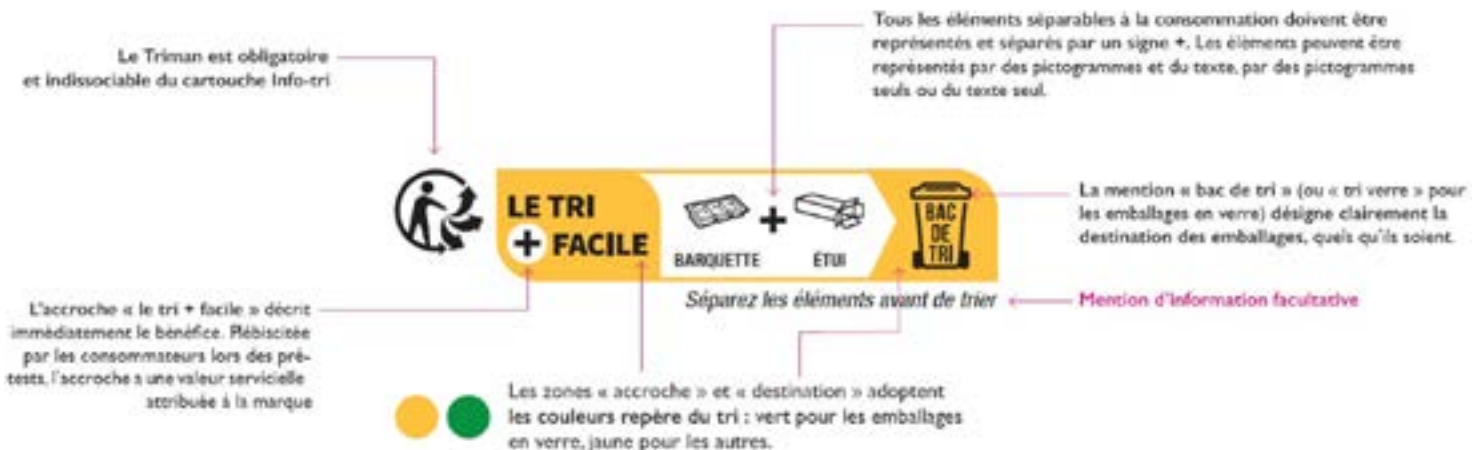 Le Triman est obligatoire
et indissociable du cartouche Info-tri
Tous les éléments séparables à la consommation doivent être
représentés et séparés par un signe +. Les éléments peuvent être
représentés par des pictogrammes et du texte, par des pictogrammes
seuls ou du texte seul.
LE TRI
+ FACILE
BARQUETTE
+
ÉTUI
BAC
DE
TRI
Séparez les éléments avant de trier
La mention « bac de tri » (ou « tri verre » pour
les emballages en verre) désigne clairement la
destination des emballages, quels qu'ils soient.
Mention d'information facultative
L'accroche « le tri + facile » décrit
immédiatement le bénéfice. Plébiscitée
par les consommateurs lors des pré-
tests, l'accroche a une valeur servicielle
attribuée à la marque
Les zones « accroche » et « destination » adoptent
les couleurs repère du tri : vert pour les emballages
en verre, jaune pour les autres.